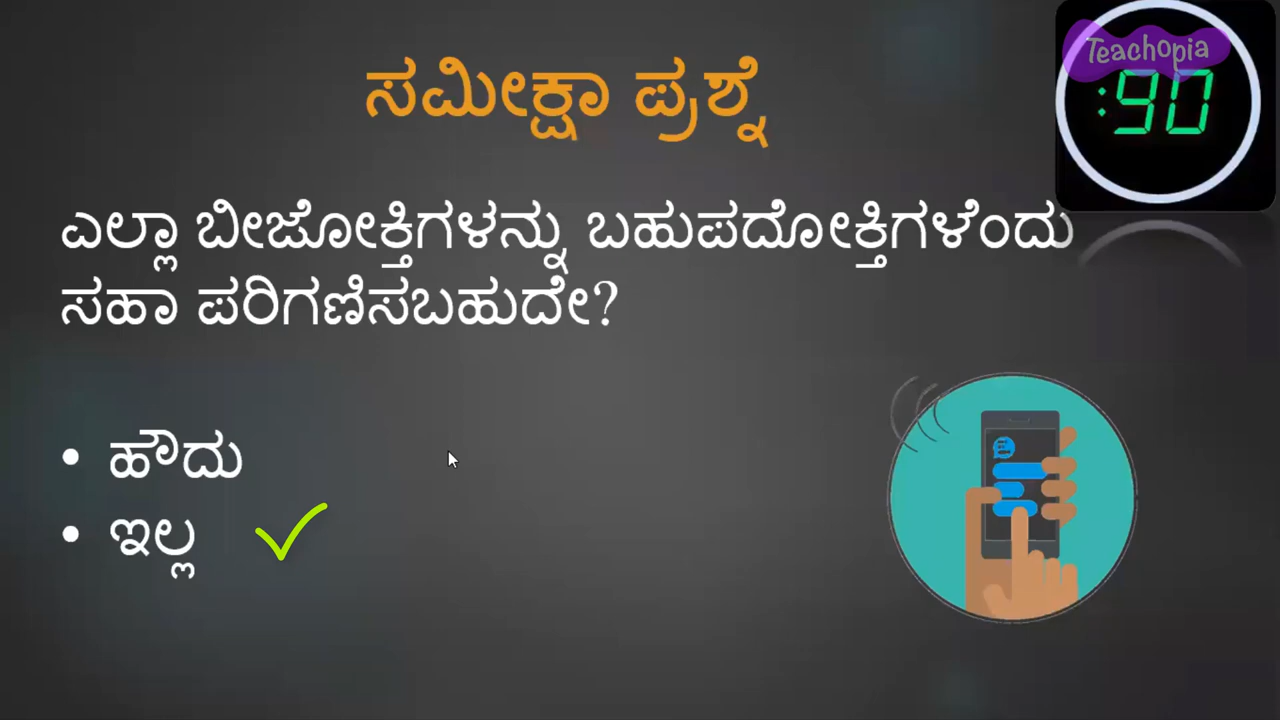 Teachopia
:90
ಸಮೀಕ್ಷಾ ಪ್ರಶ್ನೆ
ಎಲ್ಲಾ ಬೀಜೋಕ್ತಿಗಳನ್ನು ಬಹುಪದೋಕ್ತಿಗಳೆಂದು
ಸಹಾ ಪರಿಗಣಿಸಬಹುದೇ?
• ಹೌದು
• ಇಲ್ಲ